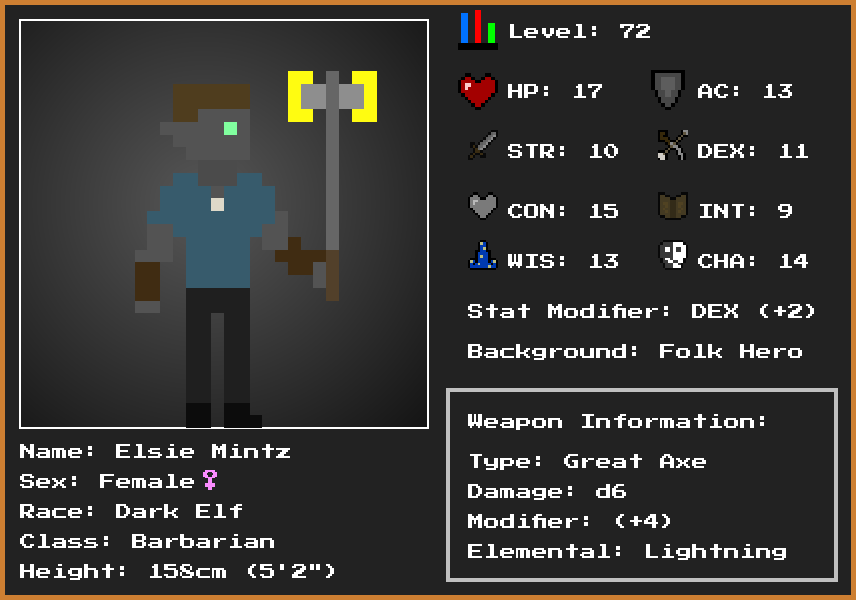 Level: 72
HP: 17
AC: 13
STR: 10
DEX: 11
CON: 15
INT: 9
WIS: 13
CHA: 14
Stat Modifier: DEX (+2)
Background: Folk Hero
Weapon Information:
Type: Great Axe
Damage: d6
Modifier: (+4)
Elemental: Lightning
Name: Elsie Mintz
Sex: Female♀
Race: Dark Elf
Class: Barbarian
Height: 158cm (5'2")